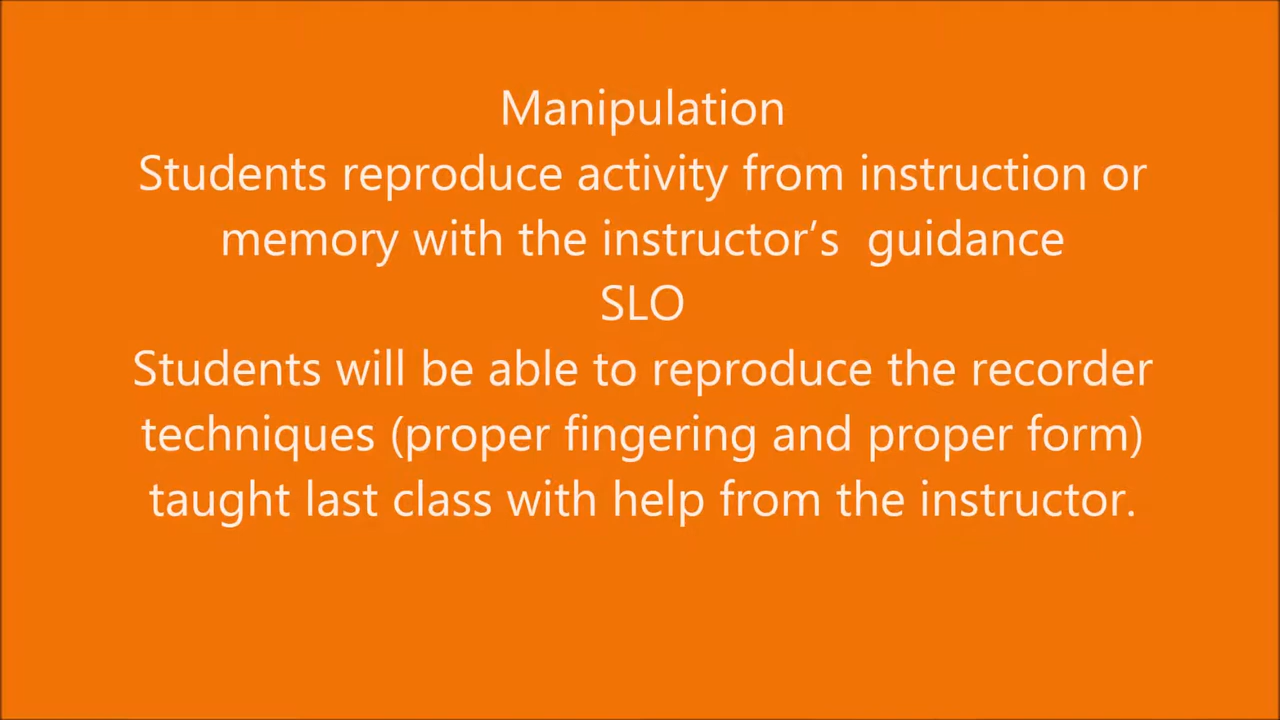 Manipulation
Students reproduce activity from instruction or
memory with the instructor’s  guidance
SLO
Students will be able to reproduce the recorder
techniques (proper fingering and proper form)
taught last class with help from the instructor.